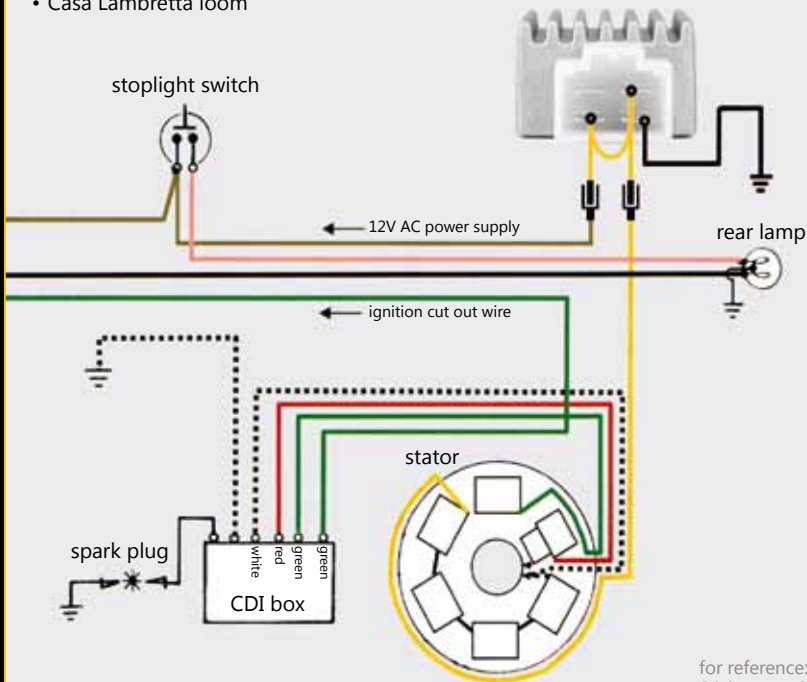 • Casa Lambretta loom
stoplight switch
12V AC power supply
rear lamp
ignition cut out wire
stator
spark plug
white
red
green
green
CDI box
for reference: